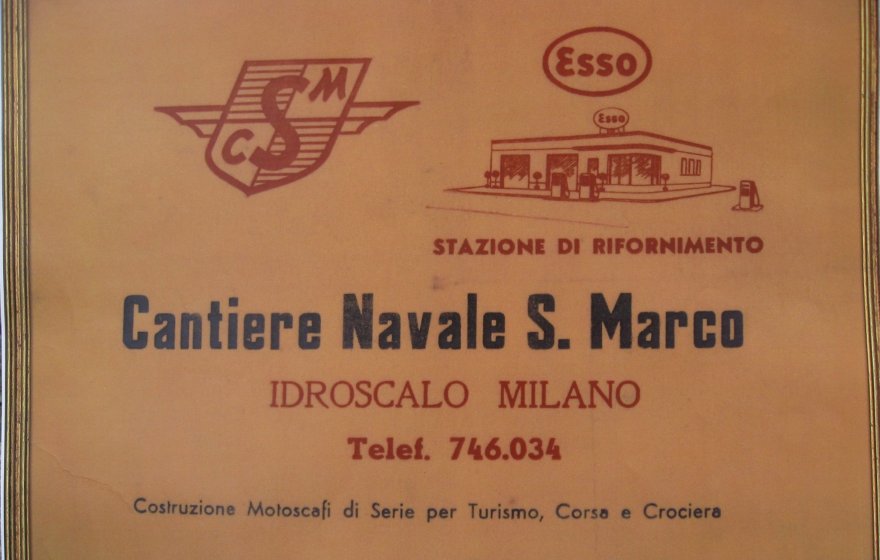 CSM
Esso
Esso
STAZIONE DI RIFORNIMENTO
Cantiere Navale S. Marco
IDROSCALO MILANO
Telef. 746.034
Costruzione Motoscafi di Serie per Turismo, Corsa e Crociera